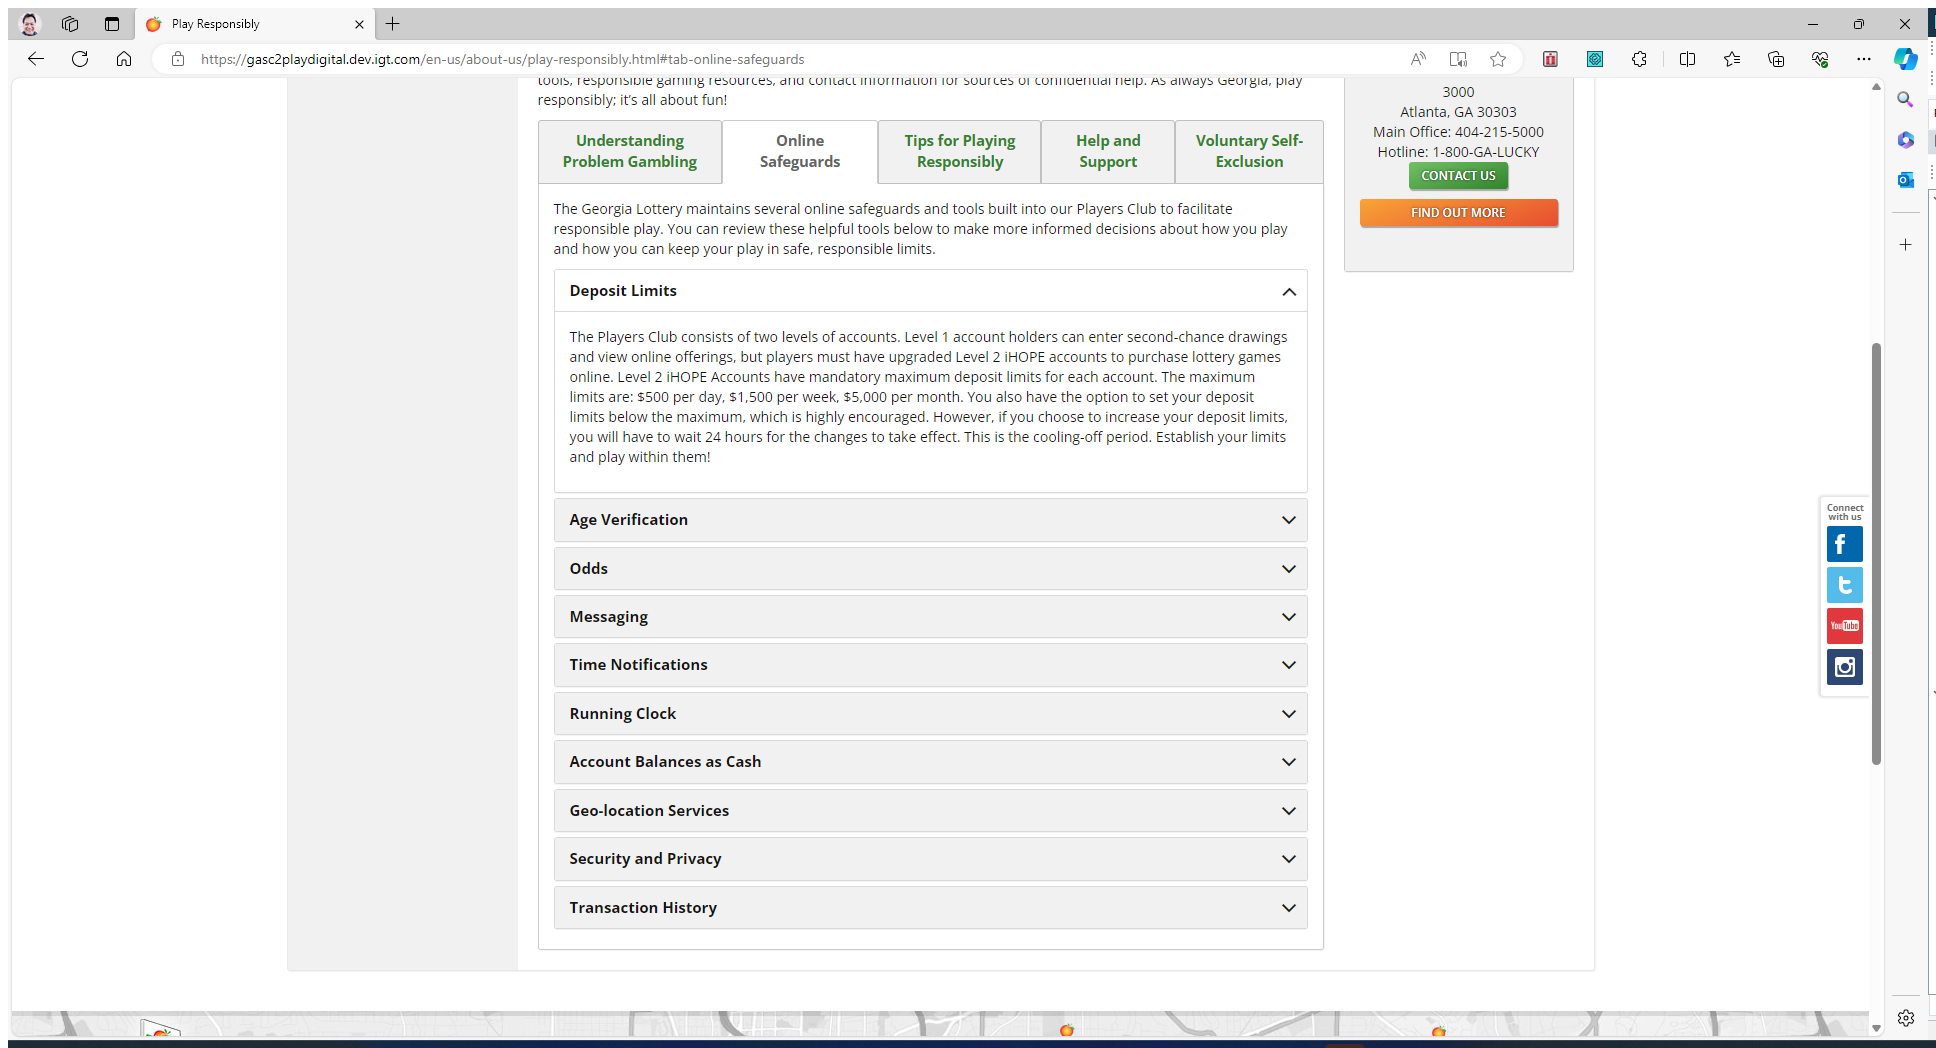 Play Responsibly
https://gasc2playdigital.dev.igt.com/en-us/about-us/play-responsibly.html#tab-online-safeguards
tools, responsible gaming resources, and contact information for sources of confidential help. As always Georgia, play
responsibly; it's all about fun!
Understanding
Problem Gambling
Online
Safeguards
Tips for Playing
Responsibly
Help and
Support
Voluntary Self-
Exclusion
The Georgia Lottery maintains several online safeguards and tools built into our Players Club to facilitate
responsible play. You can review these helpful tools below to make more informed decisions about how you play
and how you can keep your play in safe, responsible limits.
Deposit Limits
The Players Club consists of two levels of accounts. Level 1 account holders can enter second-chance drawings
and view online offerings, but players must have upgraded Level 2 iHOPE accounts to purchase lottery games
online. Level 2 iHOPE Accounts have mandatory maximum deposit limits for each account. The maximum
limits are: $500 per day, $1,500 per week, $5,000 per month. You also have the option to set your deposit
limits below the maximum, which is highly encouraged. However, if you choose to increase your deposit limits,
you will have to wait 24 hours for the changes to take effect. This is the cooling-off period. Establish your limits
and play within them!
Age Verification
Odds
Messaging
Time Notifications
Running Clock
Account Balances as Cash
Geo-location Services
Security and Privacy
Transaction History
3000
Atlanta, GA 30303
Main Office: 404-215-5000
Hotline: 1-800-GA-LUCKY
CONTACT US
FIND OUT MORE
Connect
with us
YouTube